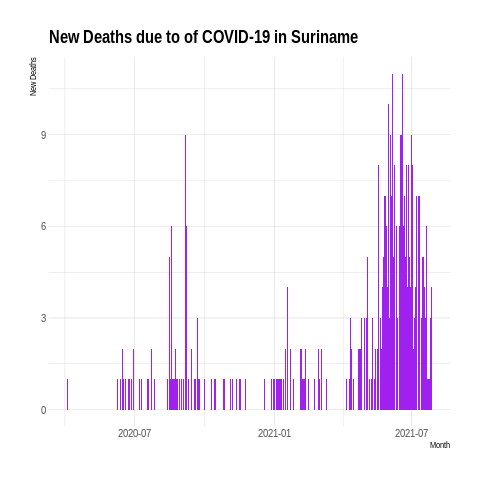 New Deaths due to of COVID-19 in Suriname
New Deaths
9
6
3
0
2020-07
2021-01
2021-07
Month